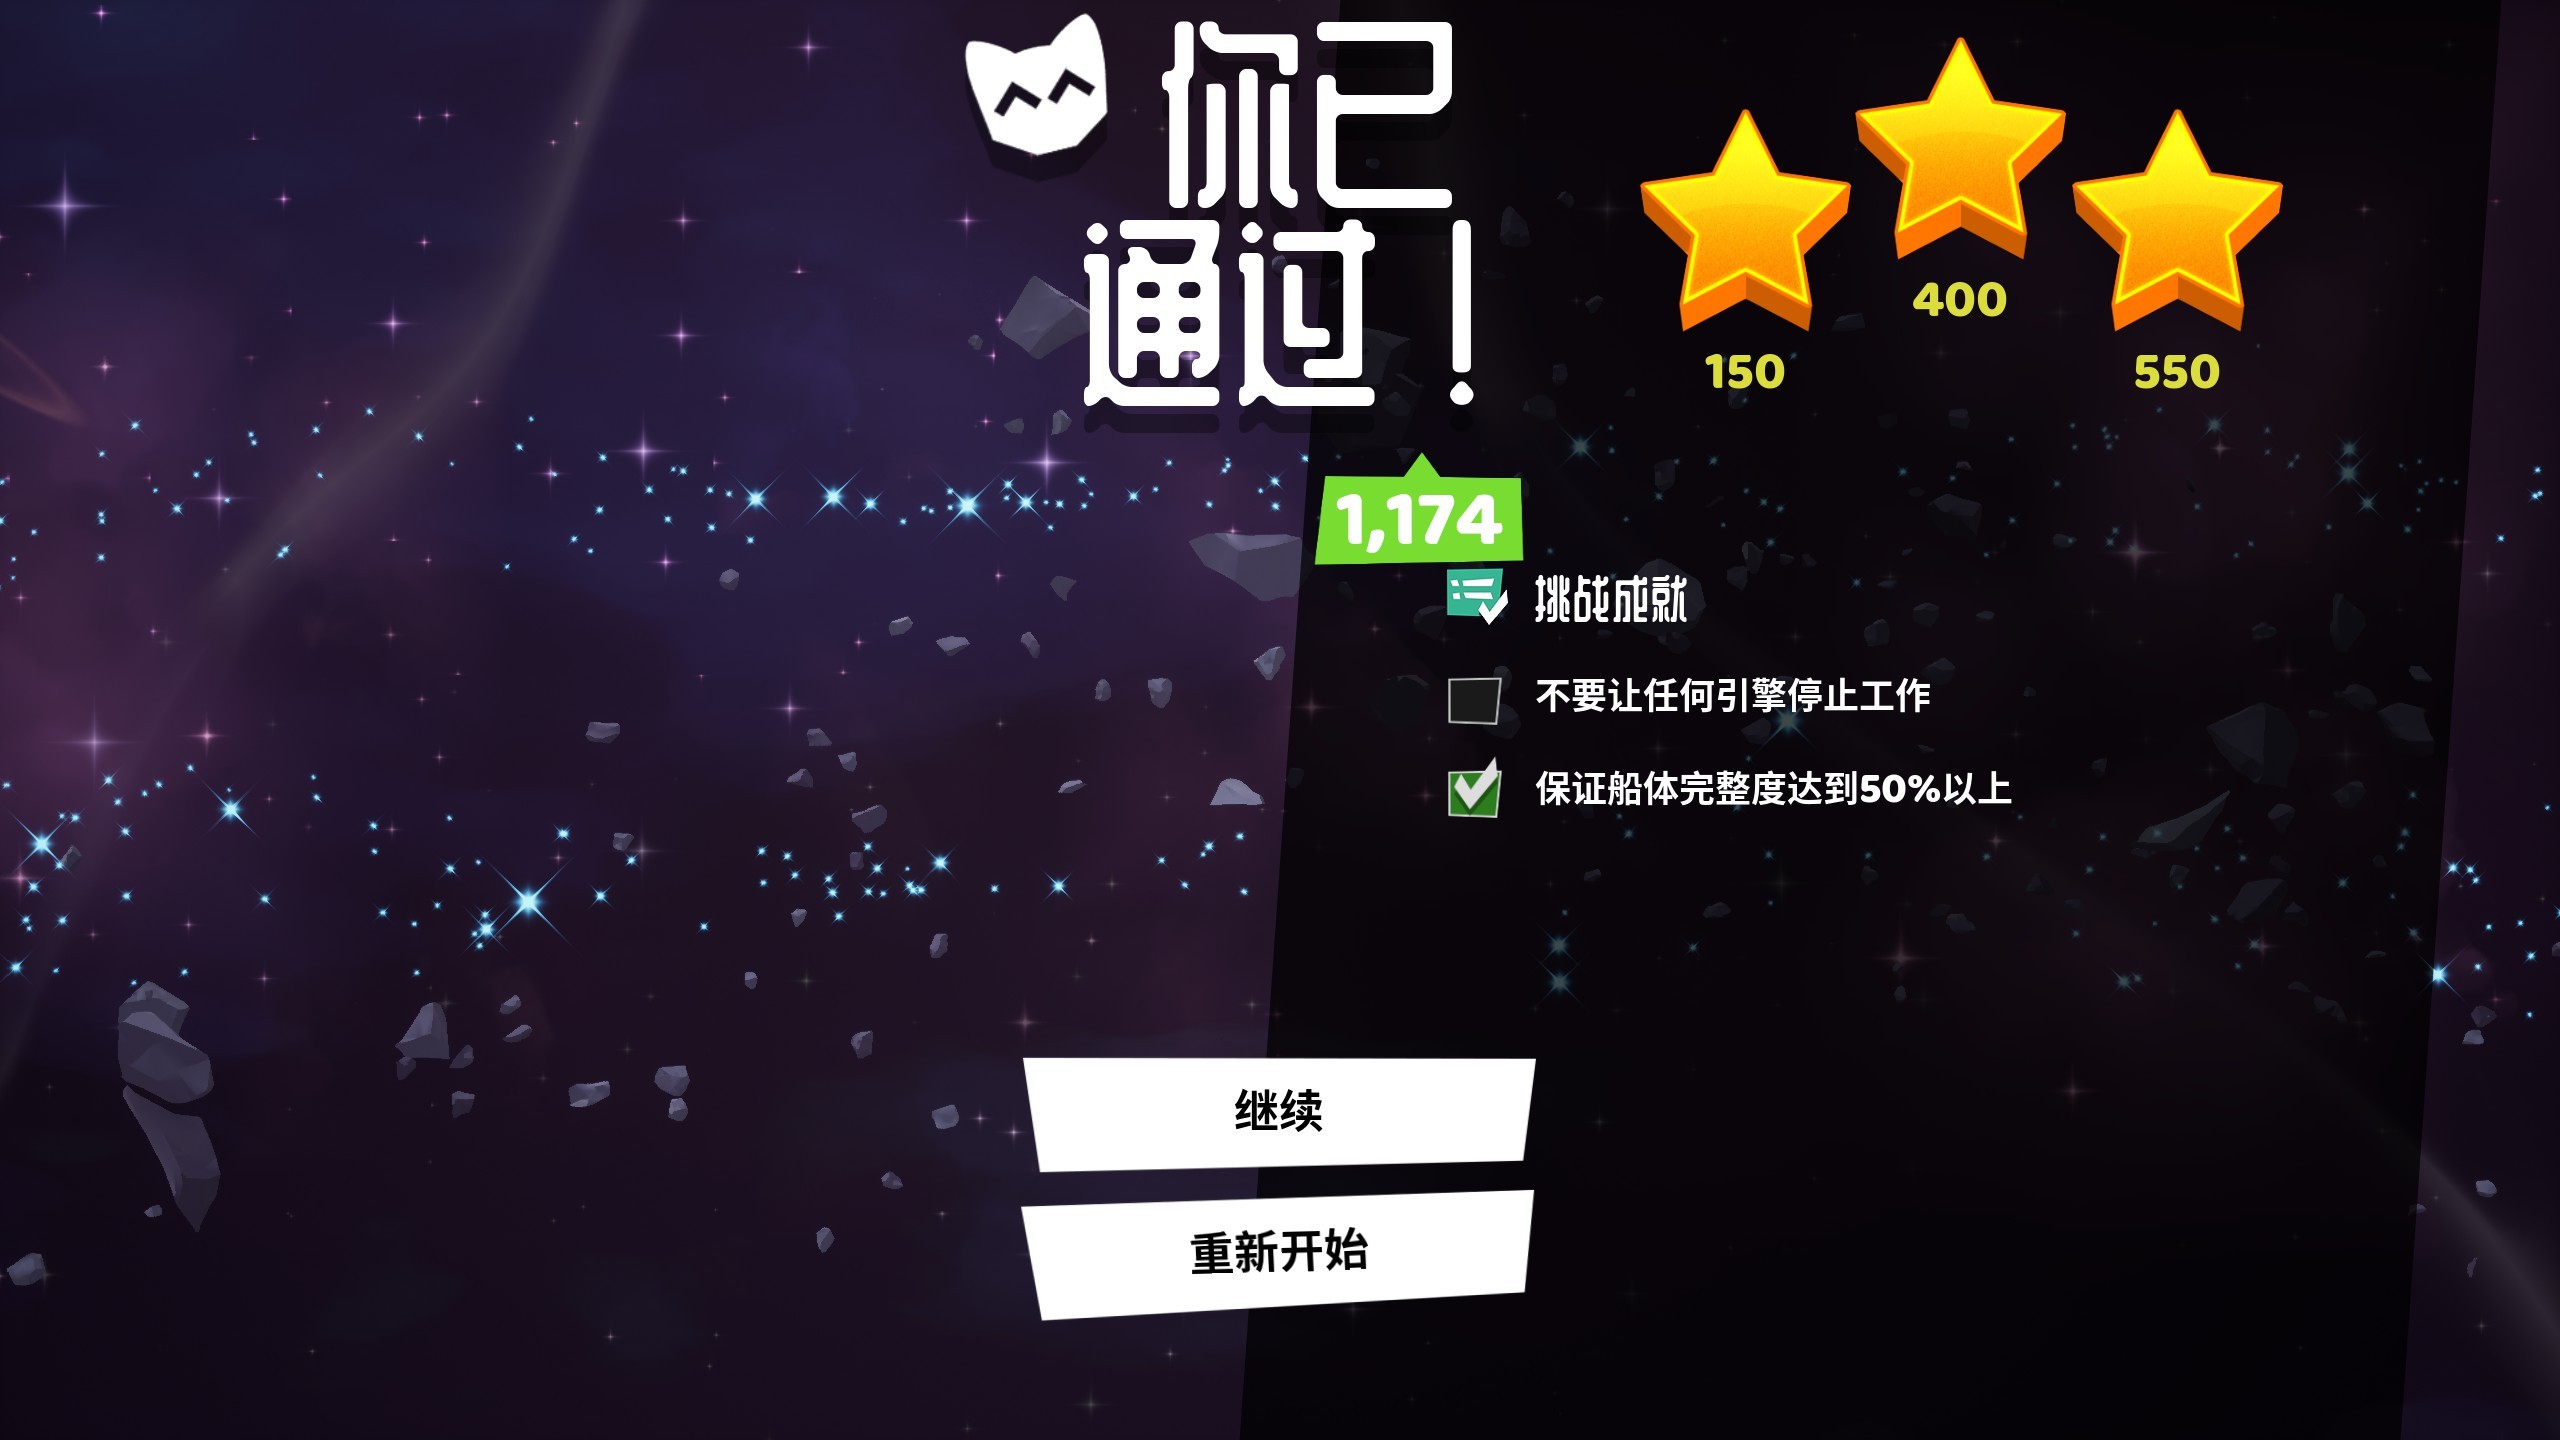 你已
通过！
400
150
550
1,174
挑战成就
不要让任何引擎停止工作
保证船体完整度达到50%以上
继续
重新开始